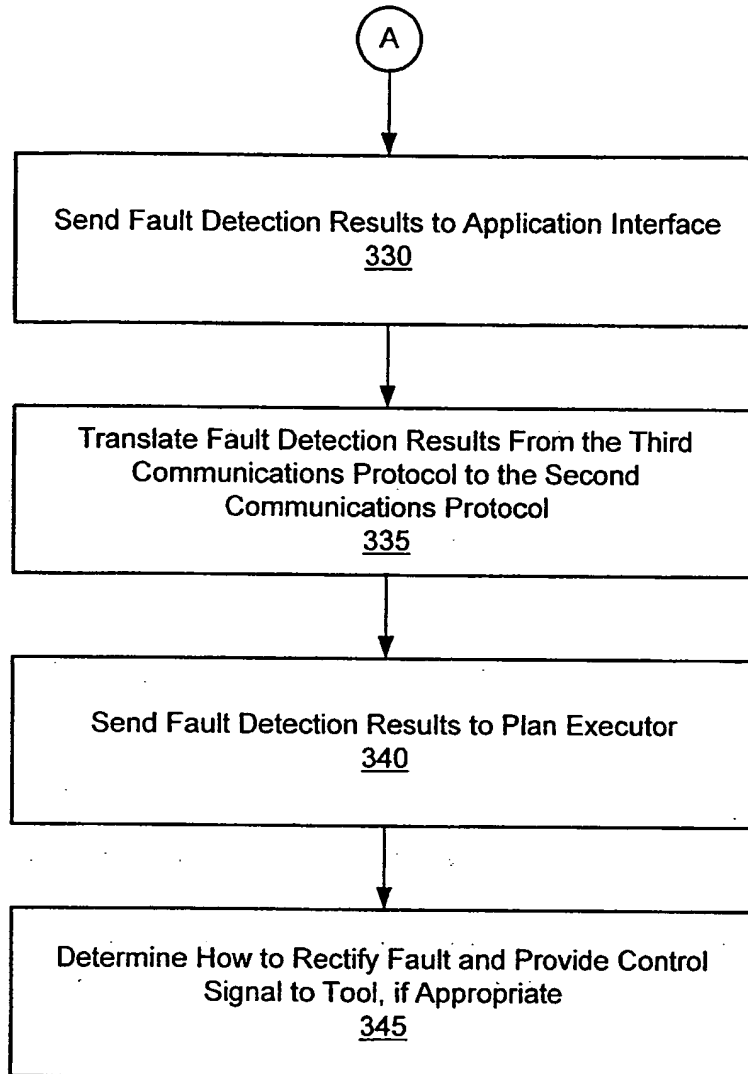 A
Send Fault Detection Results to Application Interface
330
Translate Fault Detection Results From the Third
Communications Protocol to the Second
Communications Protocol
335
Send Fault Detection Results to Plan Executor
340
Determine How to Rectify Fault and Provide Control
Signal to Tool, if Appropriate
345